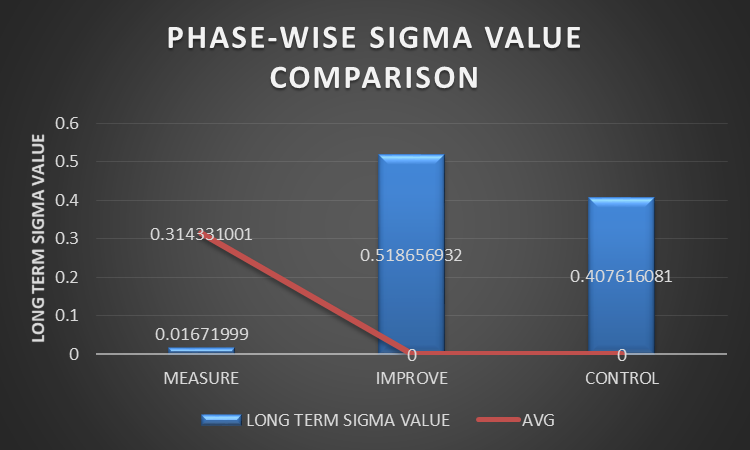 PHASE-WISE SIGMA VALUE
COMPARISON
LONG TERM SIGMA VALUE
0.6
0.5
0.4
0.3
0.2
0.1
0
0.314331001
0.01671999
0.518656932
0
0.407616081
0
MEASURE
IMPROVE
CONTROL
LONG TERM SIGMA VALUE
AVG